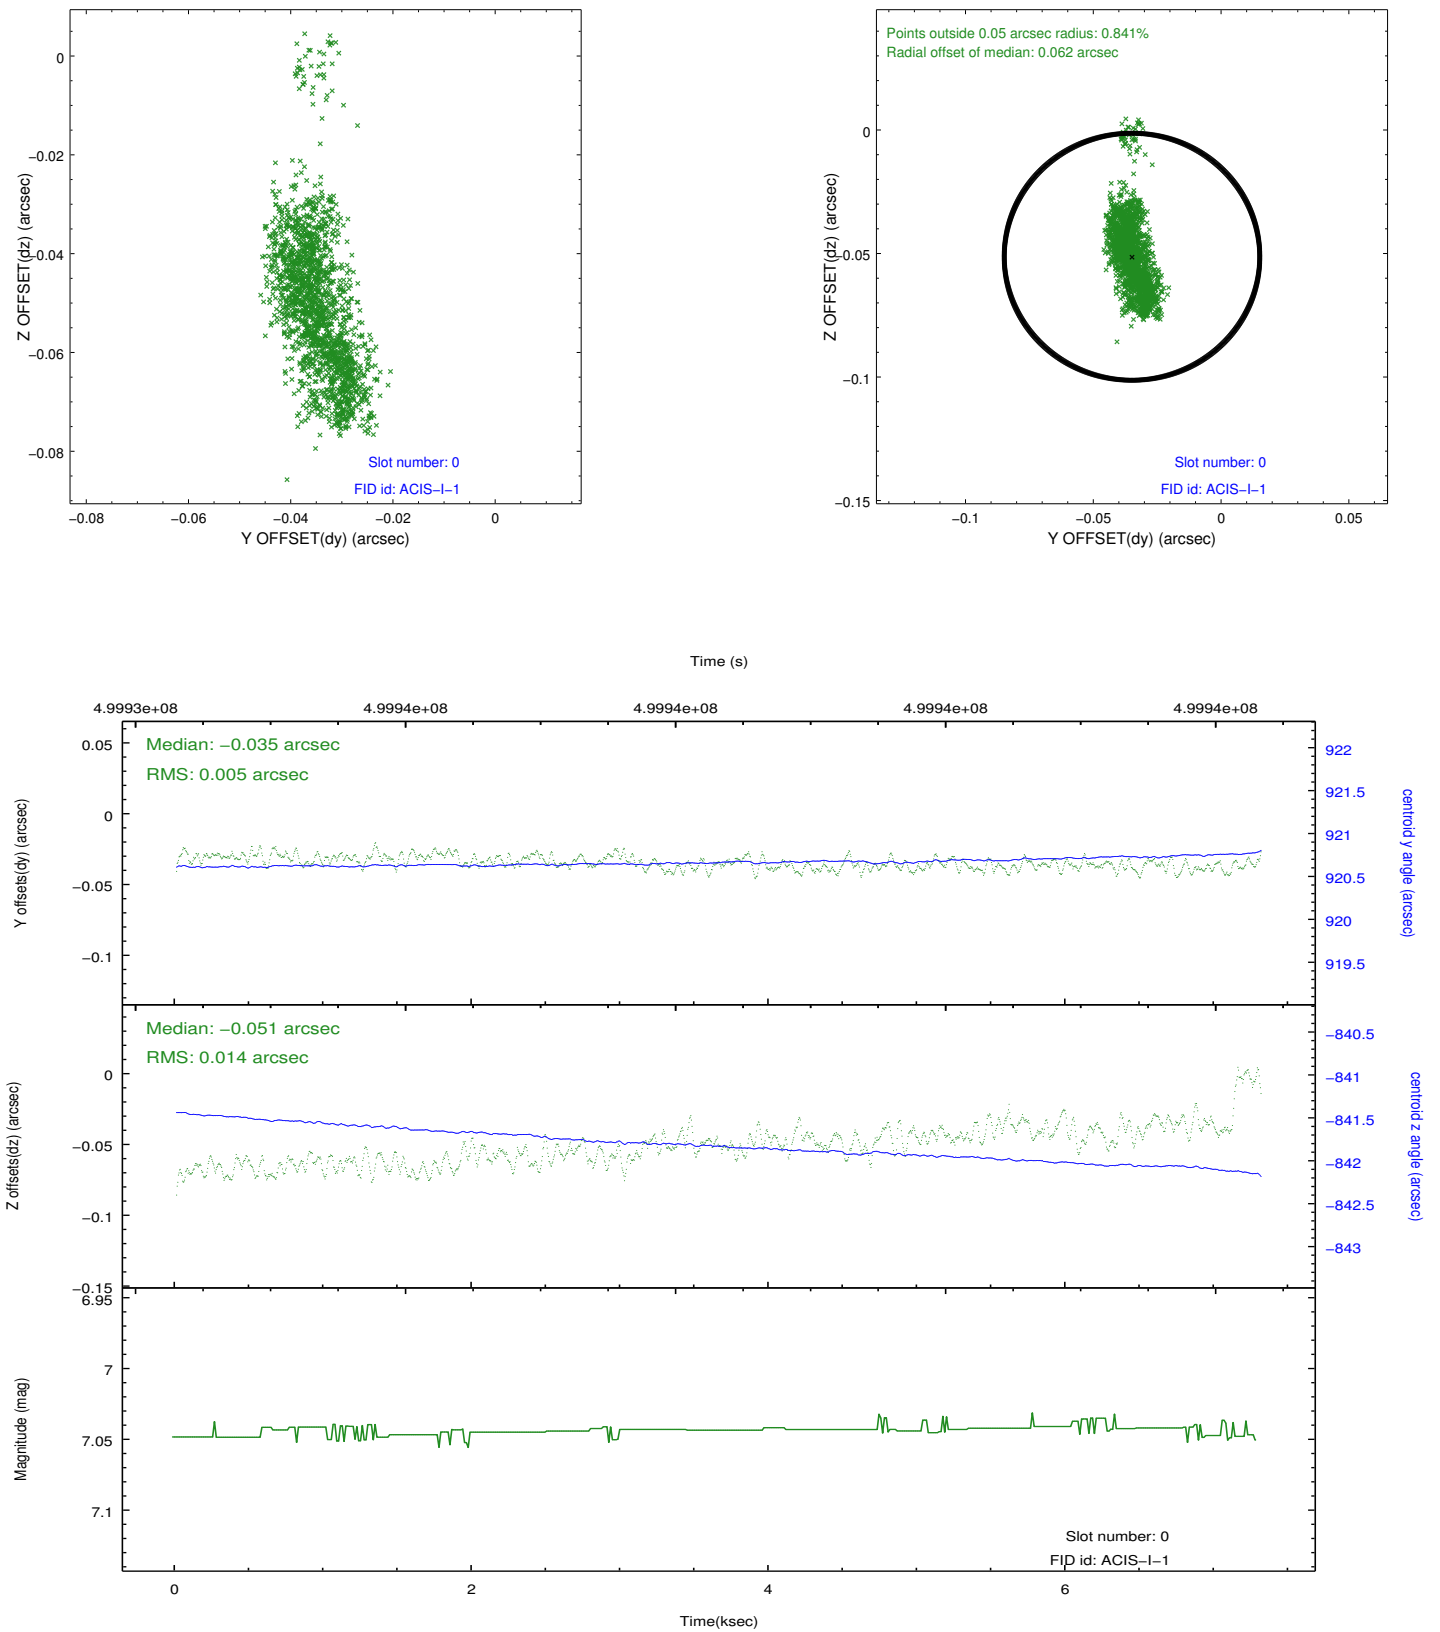 0
−0.02
−0.04
−0.06
−0.08
Z OFFSET(dz) (arcsec)
Slot number: 0
FID id: ACIS−I−1
−0.08
−0.06
−0.04
−0.02
0
Y OFFSET(dy) (arcsec)
Points outside 0.05 arcsec radius: 0.841%
Radial offset of median: 0.062 arcsec
0
−0.05
−0.1
−0.15
Z OFFSET(dz) (arcsec)
Slot number: 0
FID id: ACIS−I−1
−0.1
−0.05
0
0.05
Y OFFSET(dy) (arcsec)
Time (s)
4.9993e+08
4.9994e+08
4.9994e+08
4.9994e+08
4.9994e+08
Median: −0.035 arcsec
RMS: 0.005 arcsec
0.05
0
−0.05
−0.1
Y offsets(dy) (arcsec)
922
921.5
921
920.5
920
919.5
centroid y angle (arcsec)
Median: −0.051 arcsec
RMS: 0.014 arcsec
0
−0.05
−0.1
−0.15
Z offsets(dz) (arcsec)
−840.5
−841
−841.5
−842
−842.5
−843
centroid z angle (arcsec)
6.95
7
7.05
7.1
Magnitude (mag)
Slot number: 0
FID id: ACIS−I−1
0
2
4
6
Time(ksec)